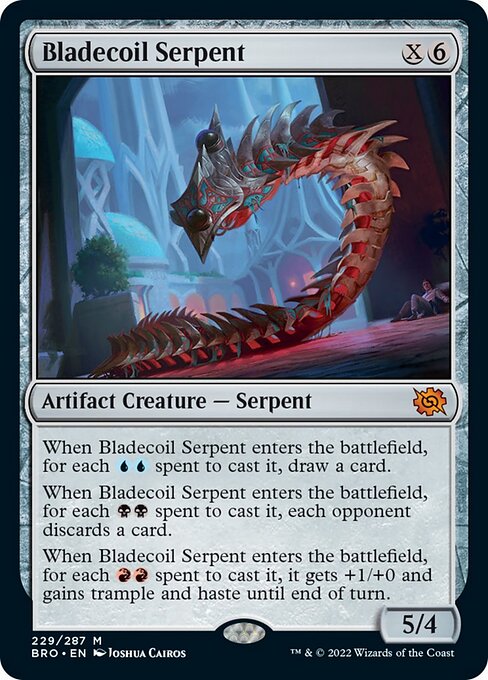 Bladecoil Serpent X6
Artifact Creature — Serpent
When Bladecoil Serpent enters the battlefield,
for each spent to cast it, draw a card.
When Bladecoil Serpent enters the battlefield,
for each spent to cast it, each opponent
discards a card.
When Bladecoil Serpent enters the battlefield,
for each spent to cast it, it gets +1/+0 and
gains trample and haste until end of turn.
5/4
229/287 M
BRO • EN Joshua Cairos
™ & © 2022 Wizards of the Coast